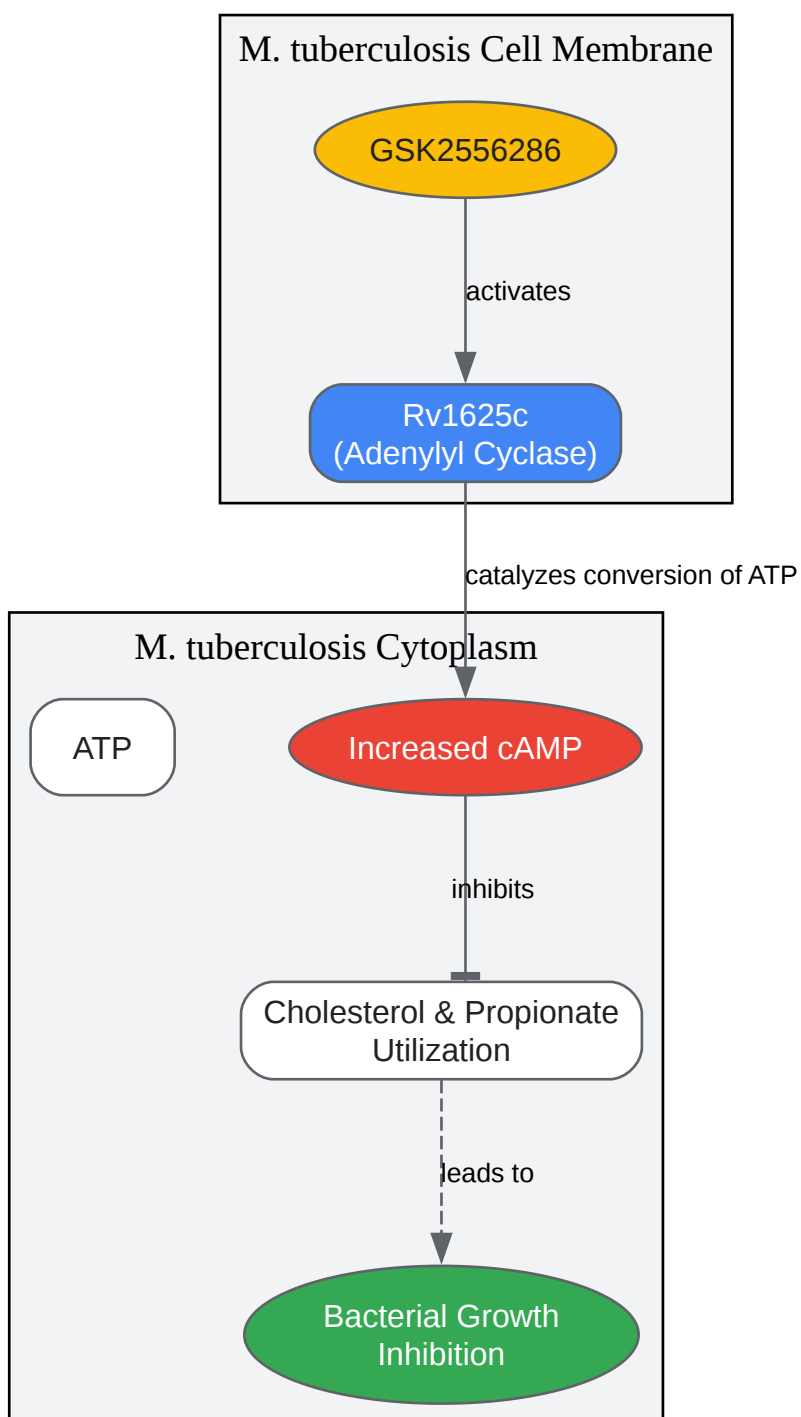 M. tuberculosis Cell Membrane
GSK2556286
activates
Rv1625c
(Adenylyl Cyclase)
catalyzes conversion of ATP
M. tuberculosis Cytoplasm
ATP
Increased cAMP
inhibits
Cholesterol & Propionate
Utilization
leads to
Bacterial Growth
Inhibition